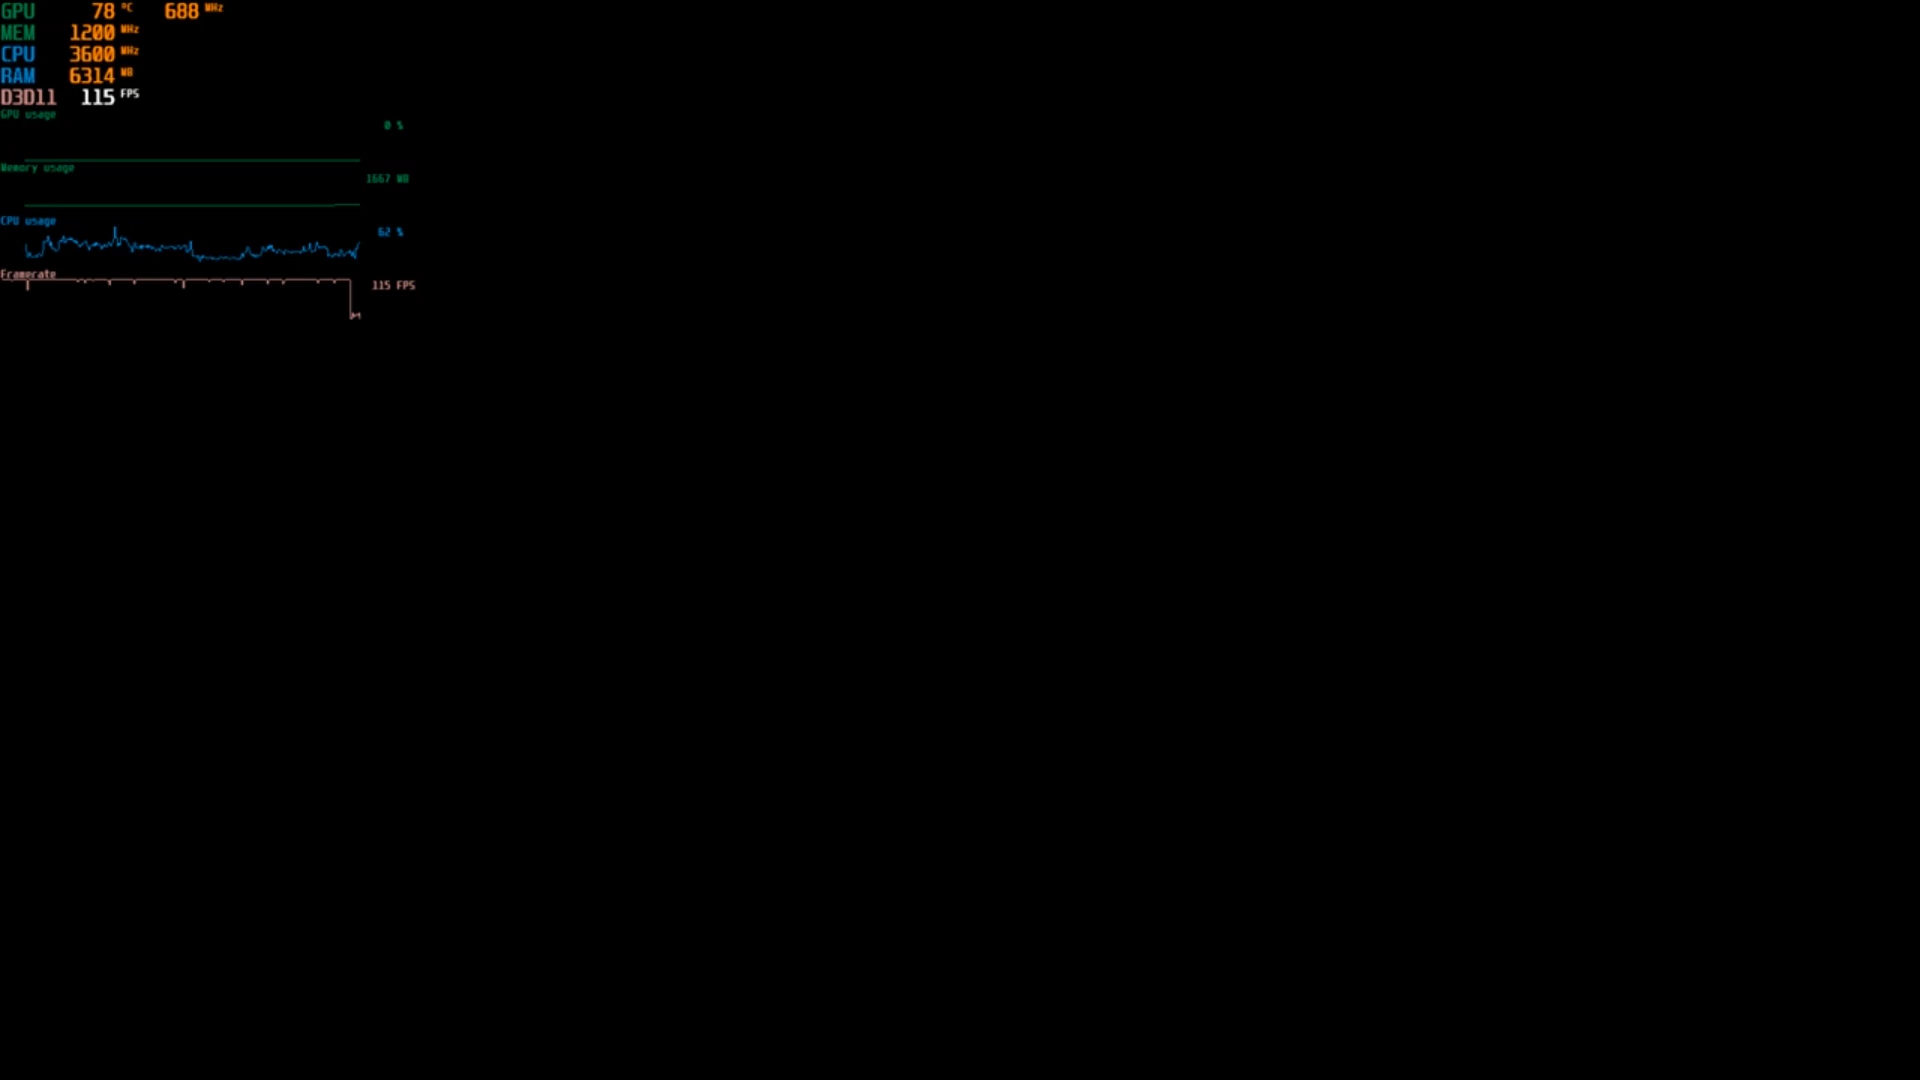 GPU 78 °C 688 MHz
MEM 1200 MHz
CPU 3600 MHz
RAM 6314 MB
D3D11 115 FPS
GPU usage
0 %
Memory usage
1667 MB
CPU usage
62 %
Framerate
115 FPS